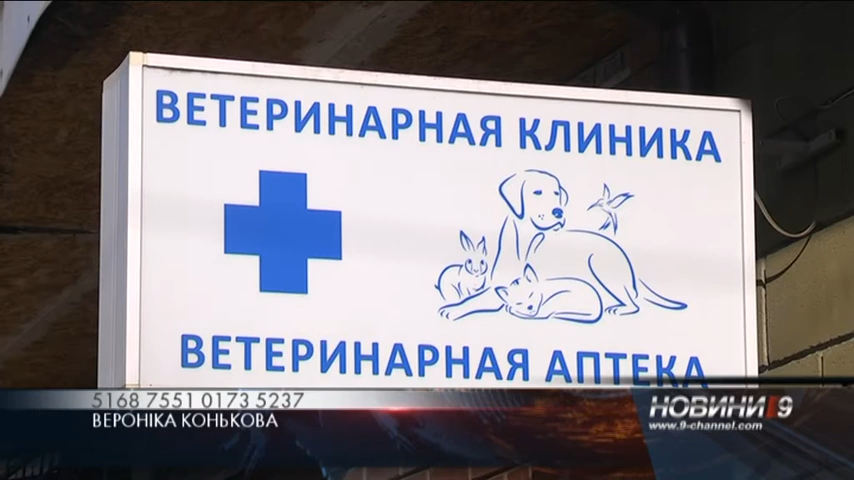 ВЕТЕРИНАРНАЯ КЛИНИКА
ВЕТЕРИНАРНАЯ АПТЕКА
5168 7551 0173 5237
ВЕРОНІКА КОНЬКОВА
НОВИНИ 9
www.9-channel.com